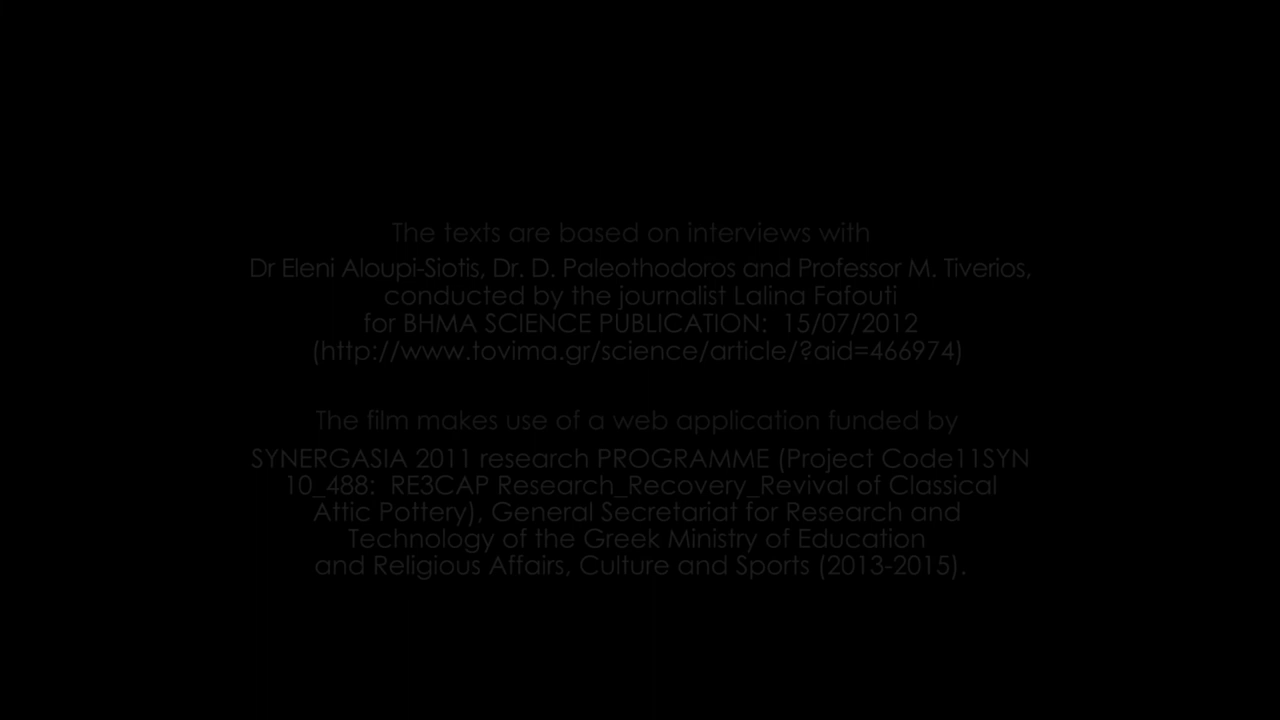 The texts are based on interviews with
Dr Eleni Aloupi-Siotis, Dr. D. Paleothodoros and Professor M. Tiverios,
conducted by the journalist Lalina Fafouti
for BHMA SCIENCE PUBLICATION:  15/07/2012
(http://www.tovima.gr/science/article/?aid=466974)
The film makes use of a web application funded by
SYNERGASIA 2011 research PROGRAMME (Project Code11SYN
10_488:  RE3CAP Research_Recovery_Revival of Classical
Attic Pottery), General Secretariat for Research and
Technology of the Greek Ministry of Education
and Religious Affairs, Culture and Sports (2013-2015).